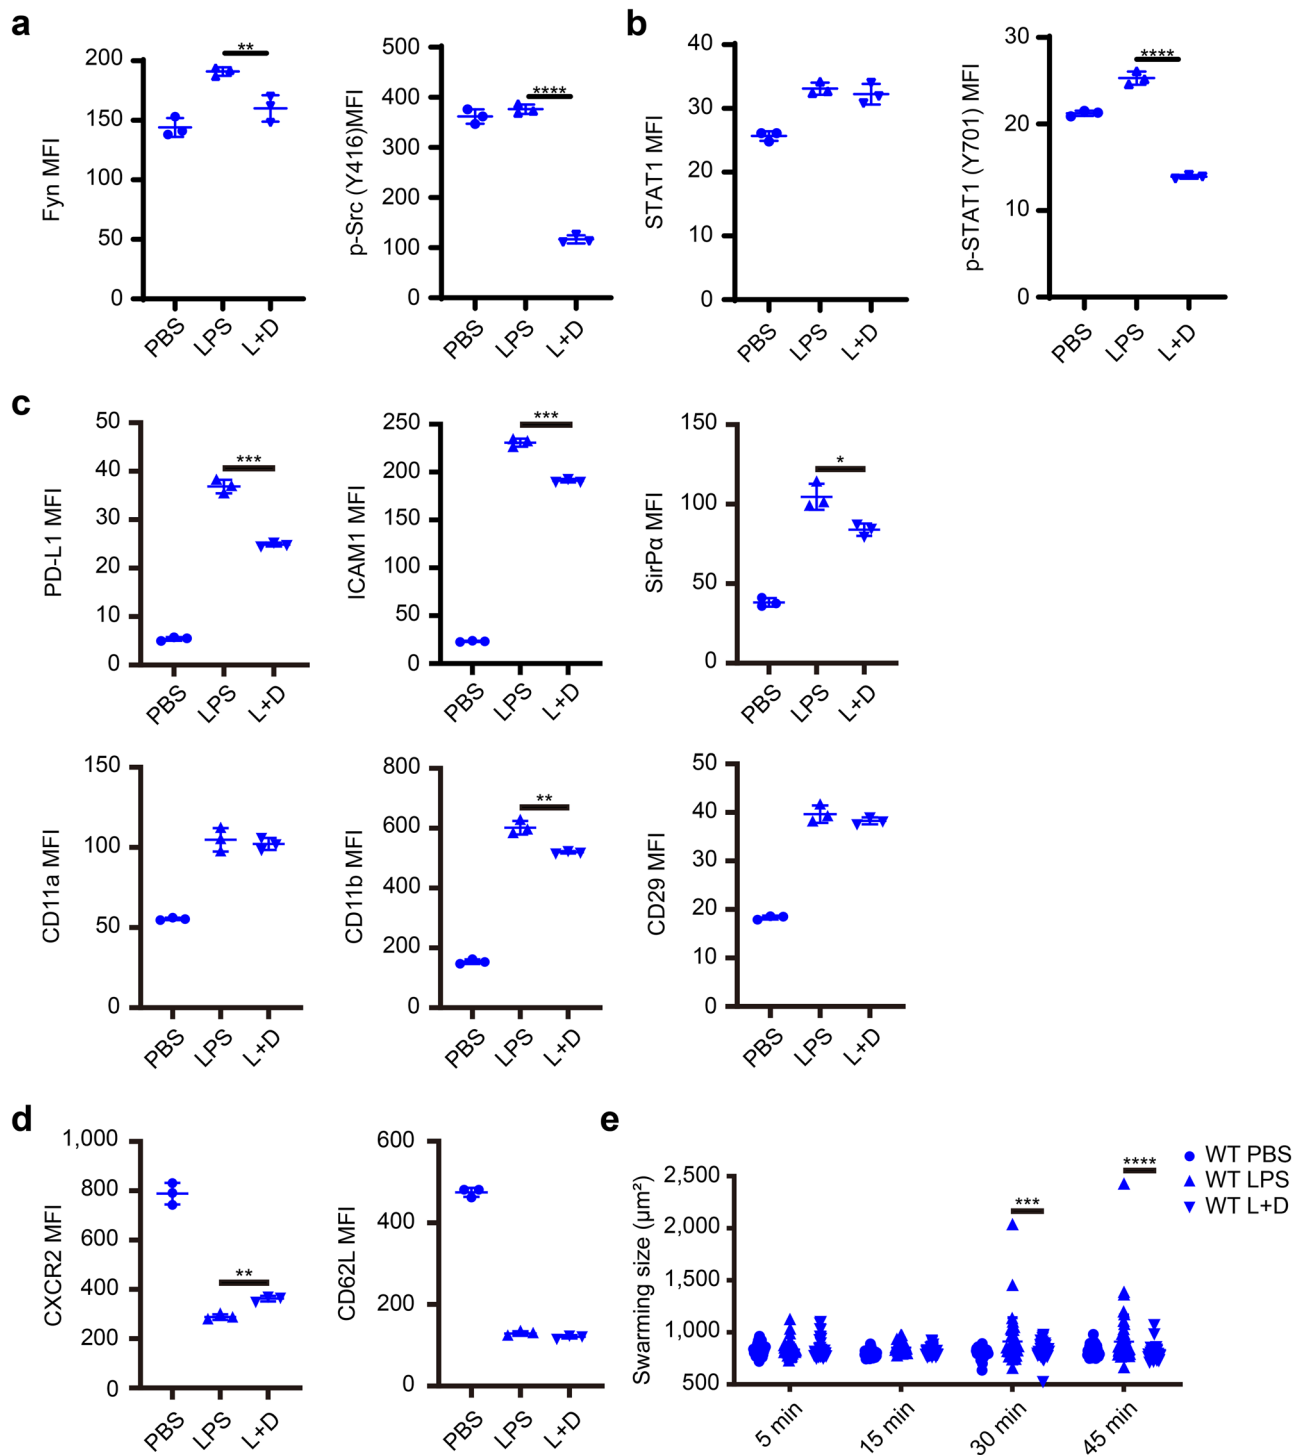 a
Fyn MFI
200
150
100
50
0
**
PBS
LPS
L+D
p-Src (Y416)MFI
500
400
300
200
100
0
****
PBS
LPS
L+D
b
STAT1 MFI
40
30
20
10
0
PBS
LPS
L+D
p-STAT1 (Y701) MFI
30
20
10
0
****
PBS
LPS
L+D
c
PD-L1 MFI
50
40
30
20
10
0
***
PBS
LPS
L+D
ICAM1 MFI
250
200
150
100
50
0
***
PBS
LPS
L+D
SirPα MFI
150
100
50
0
*
PBS
LPS
L+D
CD11a MFI
150
100
50
0
PBS
LPS
L+D
CD11b MFI
800
600
400
200
0
**
PBS
LPS
L+D
CD29 MFI
50
40
30
20
10
0
PBS
LPS
L+D
d
CXCR2 MFI
1,000
800
600
400
200
0
**
PBS
LPS
L+D
CD62L MFI
600
400
200
0
PBS
LPS
L+D
e
Swarming size (µm²)
2,500
2,000
1,500
1,000
500
***
****
5 min
15 min
30 min
45 min
WT PBS
WT LPS
WT L+D